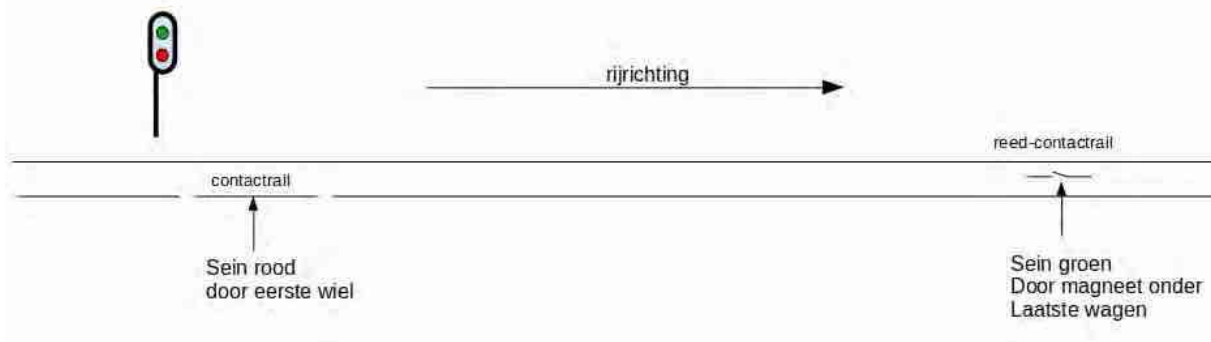 rijrichting
reed-contactrail
contactrail
Sein rood
door eerste wiel
Sein groen
Door magneet onder
Laatste wagen